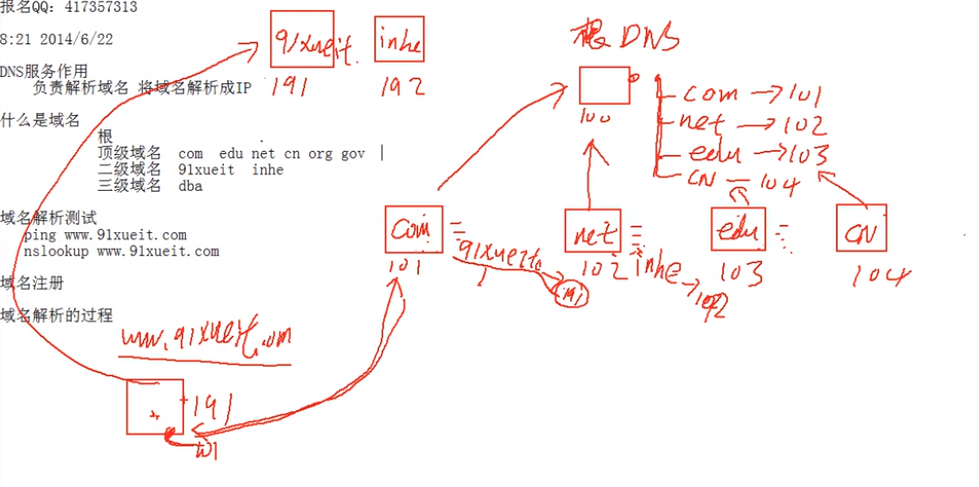 报名QQ: 417357313
8:21 2014/6/22
DNS服务作用
负责解析域名 将域名解析成IP
什么是域名
根
顶级域名 com edu net cn org gov
二级域名 91xueit inhe
三级域名 dba
域名解析测试
ping www.91xueit.com
nslookup www.91xueit.com
域名注册
域名解析的过程
91xueit. inhe
191 192
根DNS
100
com → 101
net → 102
edu → 103
CN — 104
com net edu CN
101 102 103 104
91xueit
inhe → 192
www.91xueit.com
191
101